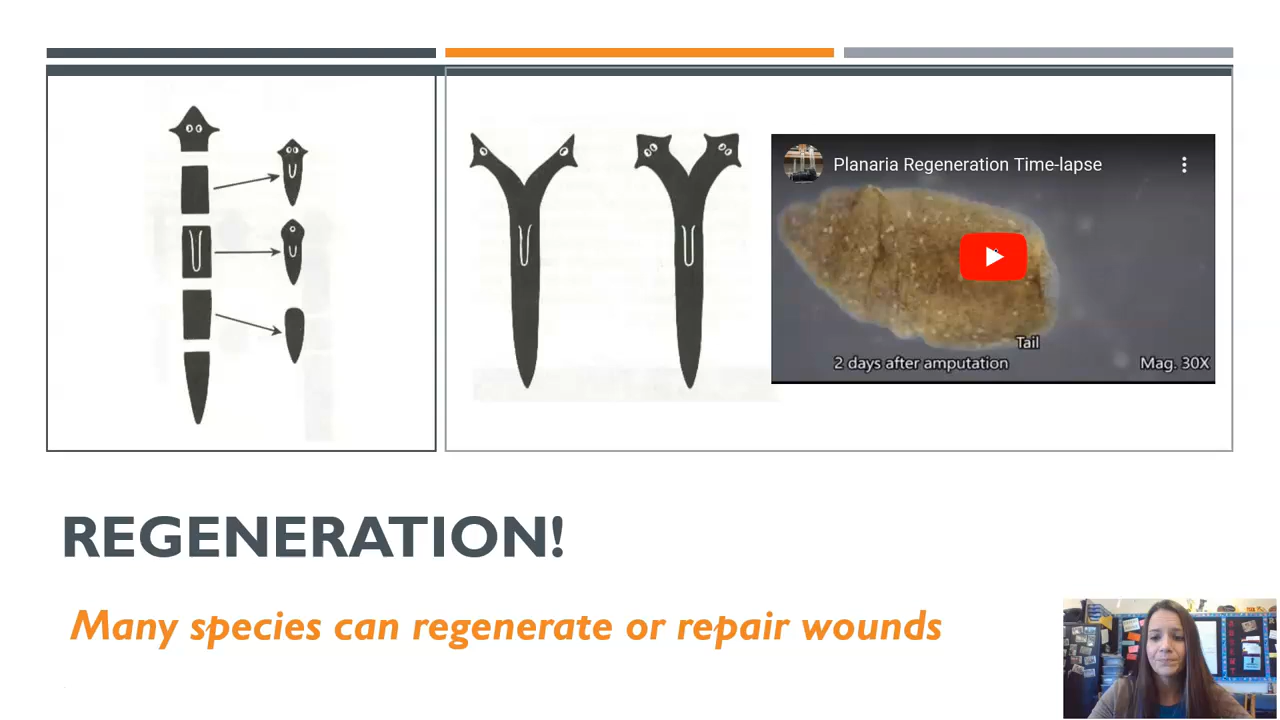 Planaria Regeneration Time-lapse
Tail
2 days after amputation
Mag. 30X
REGENERATION!
Many species can regenerate or repair wounds